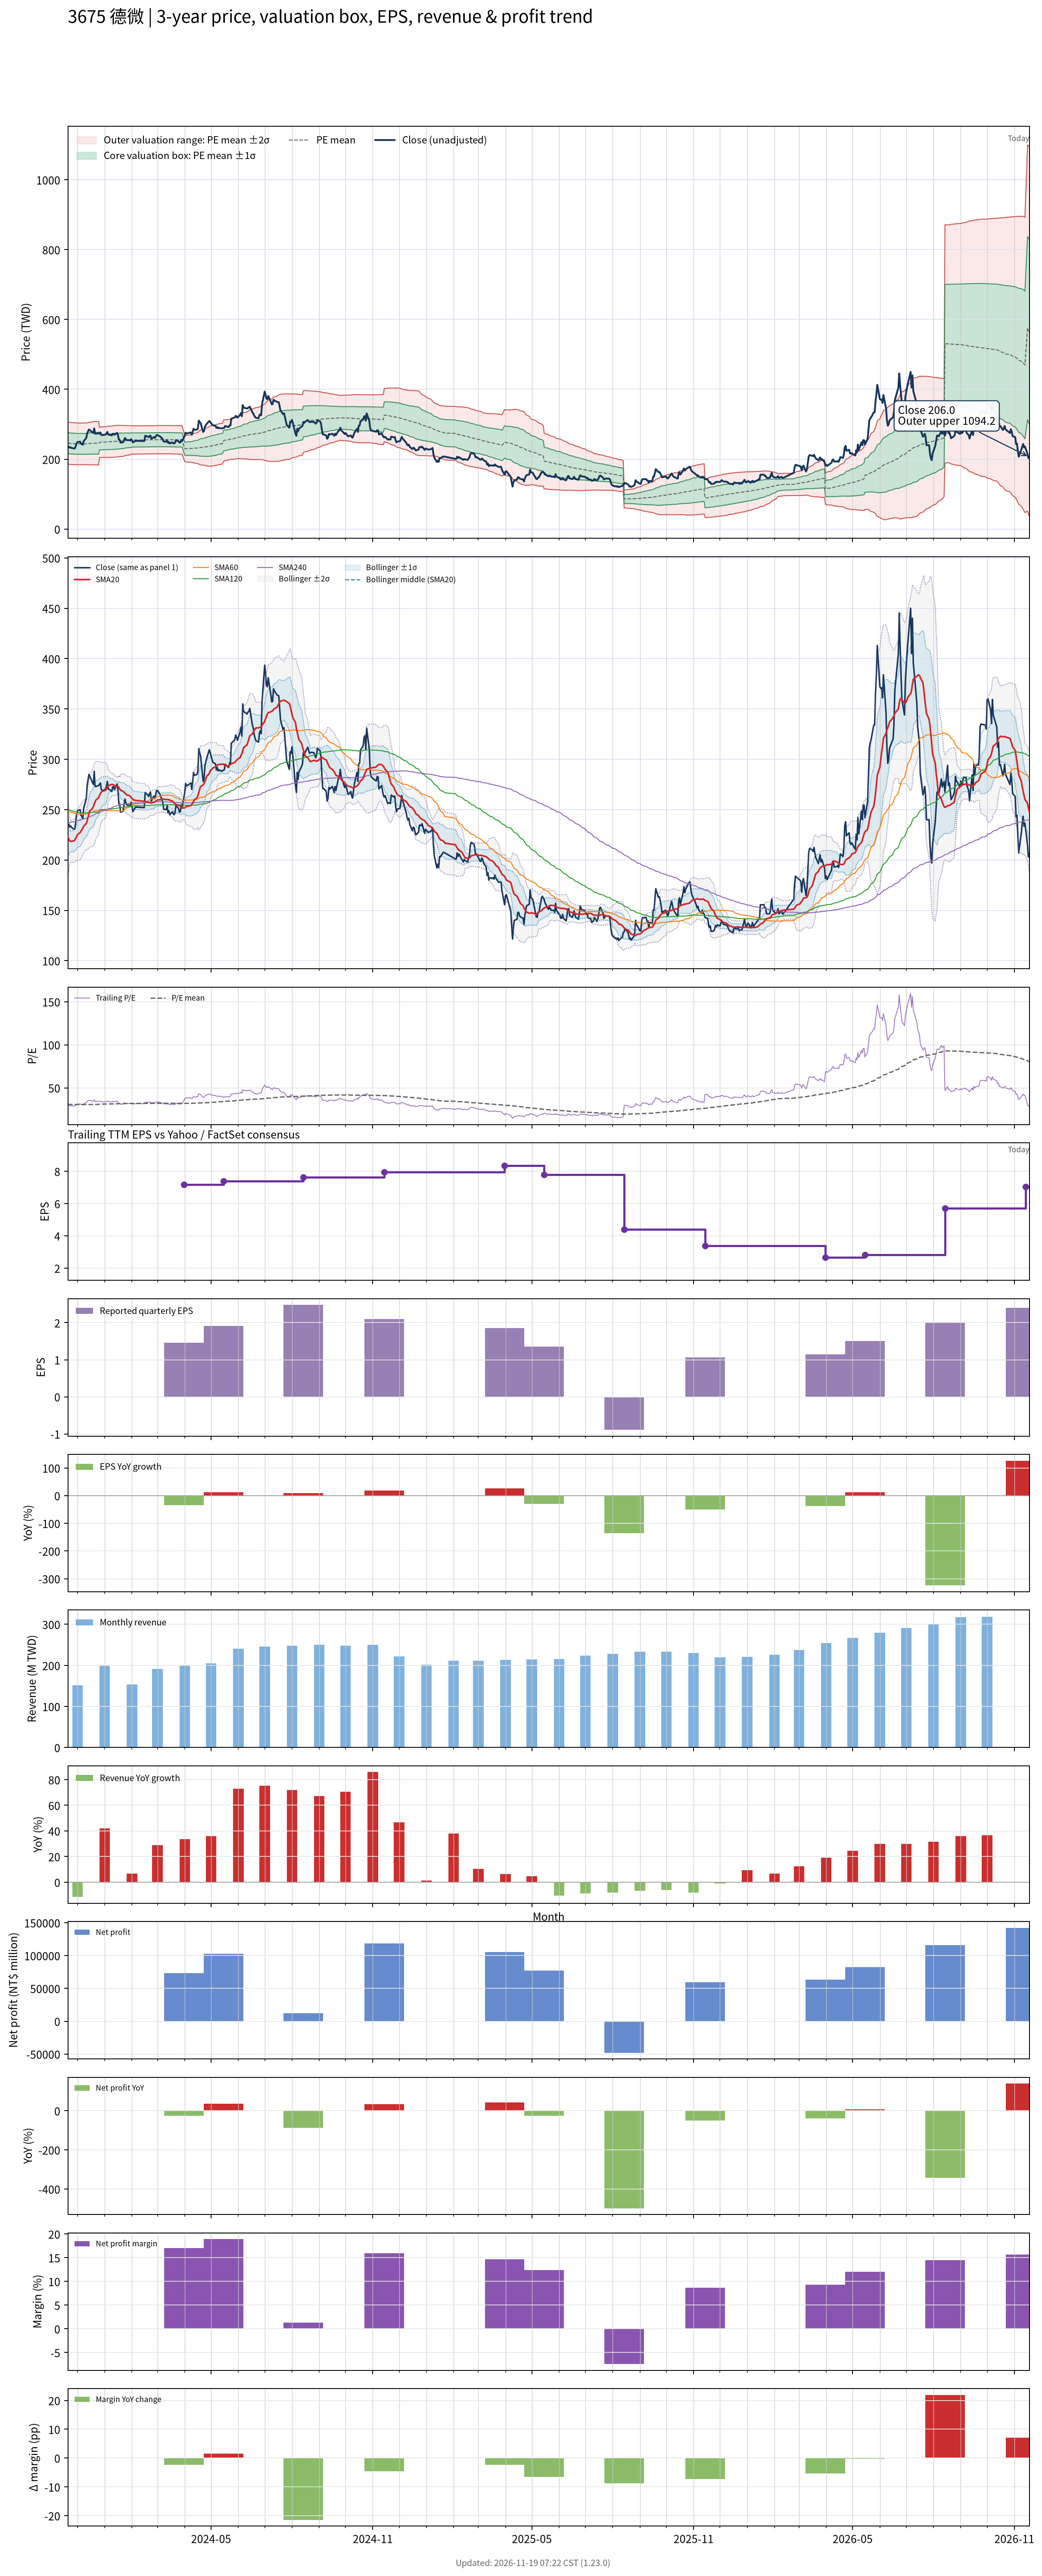 3675 德微 | 3-year price, valuation box, EPS, revenue & profit trend
Outer valuation range: PE mean ±2σ
PE mean
Close (unadjusted)
Core valuation box: PE mean ±1σ
Today
1000
800
600
400
200
0
Price (TWD)
Close 206.0
Outer upper 1094.2
Close (same as panel 1)
SMA60
SMA240
Bollinger ±1σ
SMA20
SMA120
Bollinger ±2σ
Bollinger middle (SMA20)
500
450
400
350
300
250
200
150
100
Price
Trailing P/E
P/E mean
150
100
50
P/E
Trailing TTM EPS vs Yahoo / FactSet consensus
Today
8
6
4
2
EPS
Reported quarterly EPS
2
1
0
-1
EPS
EPS YoY growth
100
0
-100
-200
-300
YoY (%)
Monthly revenue
300
200
100
0
Revenue (M TWD)
Revenue YoY growth
80
60
40
20
0
YoY (%)
Month
Net profit
150000
100000
50000
0
-50000
Net profit (NT$ million)
Net profit YoY
0
-200
-400
YoY (%)
Net profit margin
20
15
10
5
0
-5
Margin (%)
Margin YoY change
20
10
0
-10
-20
Δ margin (pp)
2024-05
2024-11
2025-05
2025-11
2026-05
2026-11
Updated: 2026-11-19 07:22 CST (1.23.0)